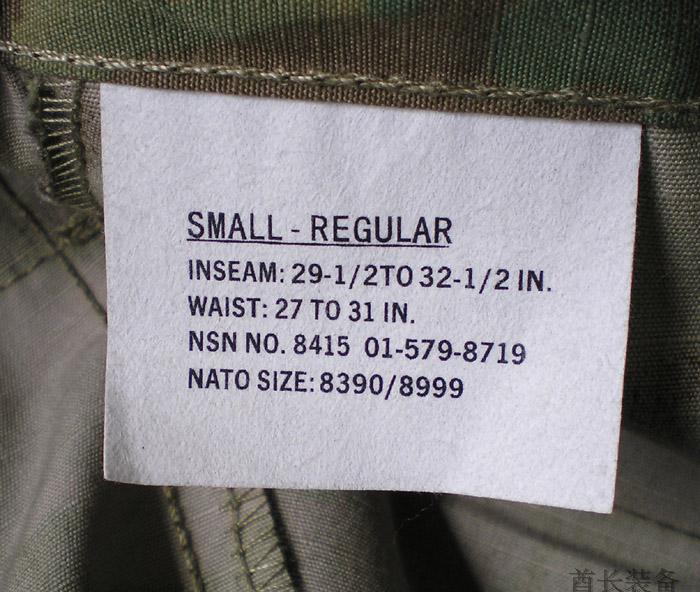 SMALL - REGULAR
INSEAM: 29-1/2TO 32-1/2 IN.
WAIST: 27 TO 31 IN.
NSN NO. 8415 01-579-8719
NATO SIZE: 8390/8999
酋长装备